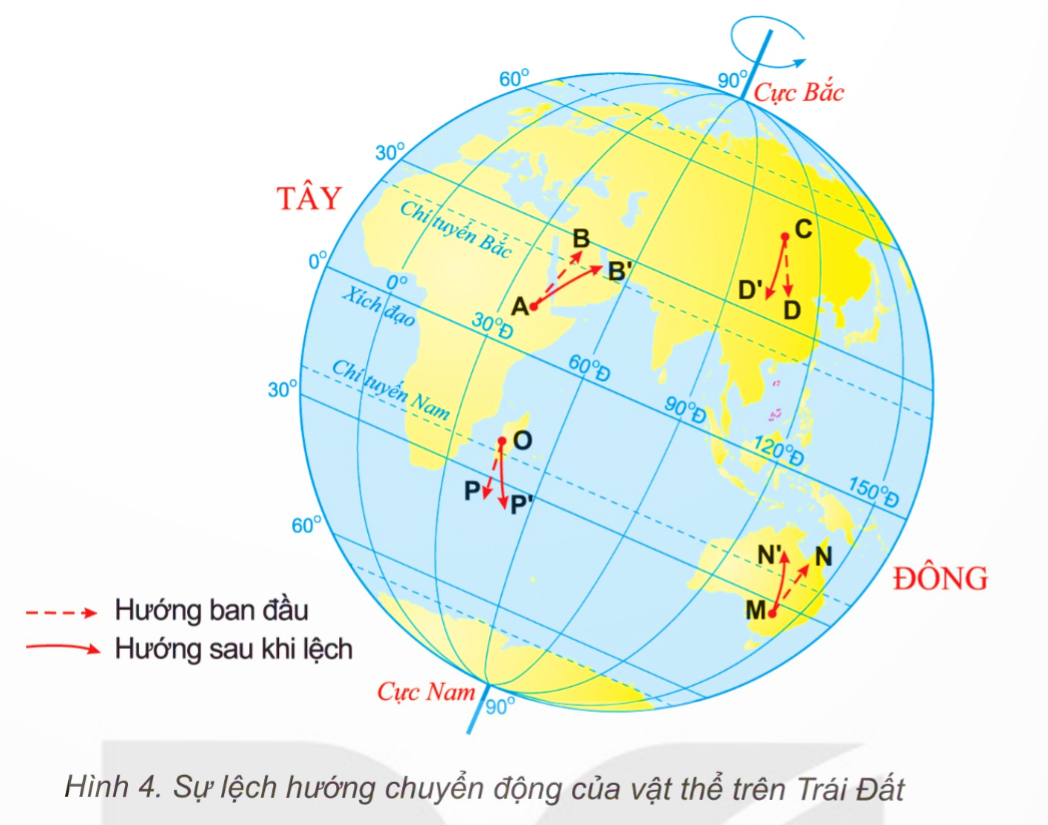 60°
90°
Cực Bắc
30°
TÂY
Chí tuyến Bắc
B
B'
C
D'
D
A
0°
0°
Xích đạo
30°Đ
60°Đ
90°Đ
120°Đ
150°Đ
30°
Chí tuyến Nam
O
P
P'
60°
N'
N
M
ĐÔNG
Hướng ban đầu
Hướng sau khi lệch
Cực Nam
90°
Hình 4. Sự lệch hướng chuyển động của vật thể trên Trái Đất